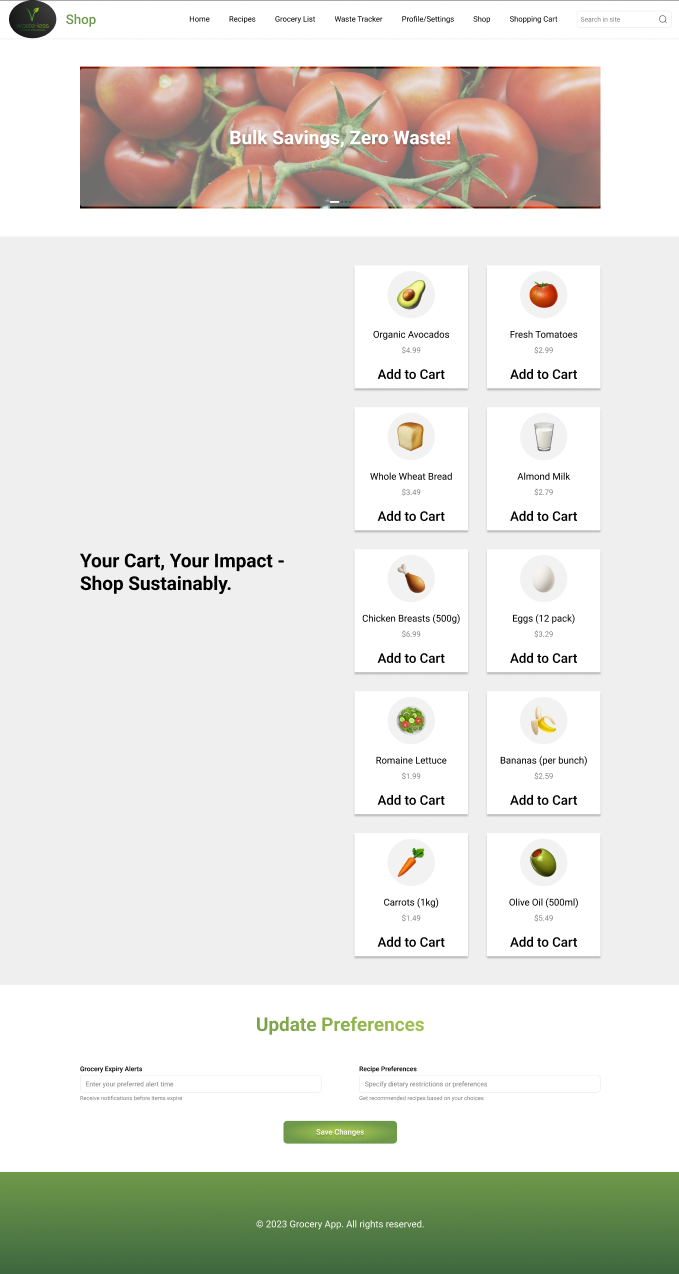 Shop
Home
Recipes
Grocery List
Waste Tracker
Profile/Settings
Shop
Shopping Cart
Search in site
Bulk Savings, Zero Waste!
Your Cart, Your Impact -
Shop Sustainably.
Organic Avocados
$4.99
Add to Cart
Fresh Tomatoes
$2.99
Add to Cart
Whole Wheat Bread
$3.49
Add to Cart
Almond Milk
$2.79
Add to Cart
Chicken Breasts (500g)
$6.99
Add to Cart
Eggs (12 pack)
$3.29
Add to Cart
Romaine Lettuce
$1.99
Add to Cart
Bananas (per bunch)
$2.59
Add to Cart
Carrots (1kg)
$1.49
Add to Cart
Olive Oil (500ml)
$5.49
Add to Cart
Update Preferences
Grocery Expiry Alerts
Enter your preferred alert time
Receive notifications before items expire
Recipe Preferences
Specify dietary restrictions or preferences
Get recommended recipes based on your choices
Save Changes
© 2023 Grocery App. All rights reserved.